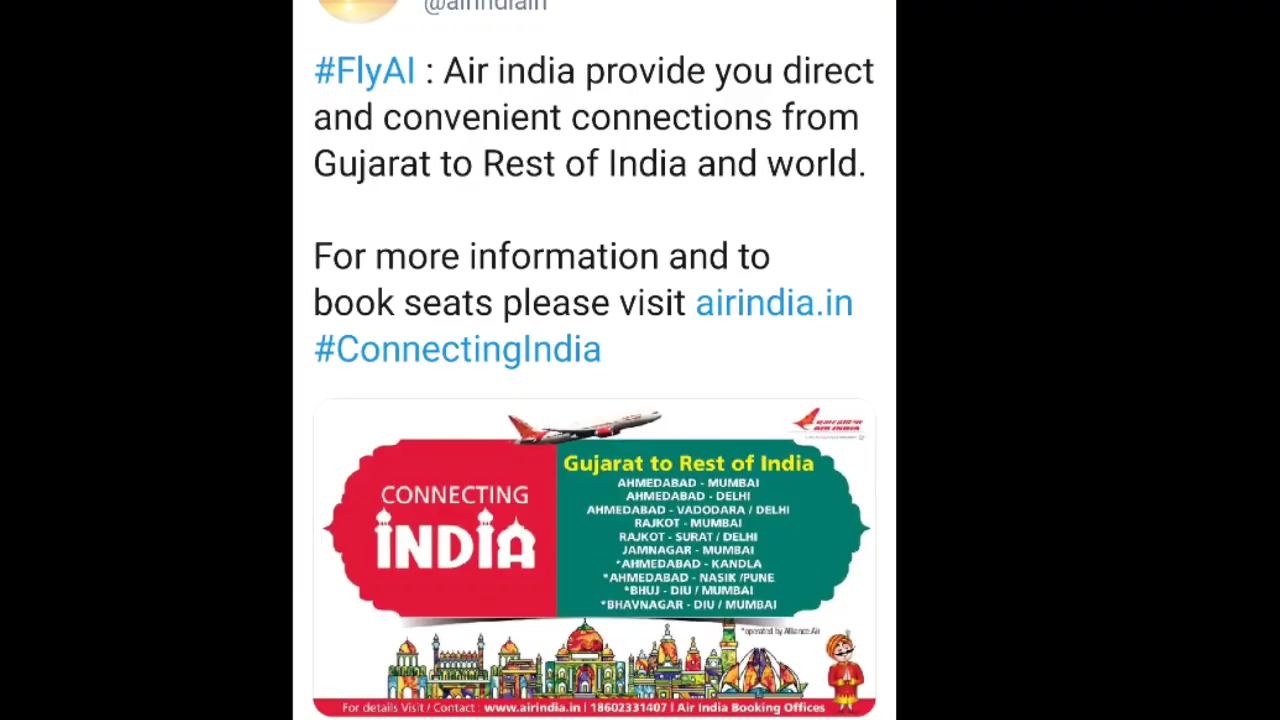 @airindiain
#FlyAI : Air india provide you direct
and convenient connections from
Gujarat to Rest of India and world.
For more information and to
book seats please visit airindia.in
#ConnectingIndia
AIR INDIA
CONNECTING
INDIA
Gujarat to Rest of India
AHMEDABAD - MUMBAI
AHMEDABAD - DELHI
AHMEDABAD - VADODARA / DELHI
RAJKOT - MUMBAI
RAJKOT - SURAT / DELHI
JAMNAGAR - MUMBAI
*AHMEDABAD - KANDLA
*AHMEDABAD - NASIK /PUNE
*BHUJ - DIU / MUMBAI
*BHAVNAGAR - DIU / MUMBAI
*operated by Alliance Air
For details Visit / Contact : www.airindia.in | 18602331407 | Air India Booking Offices